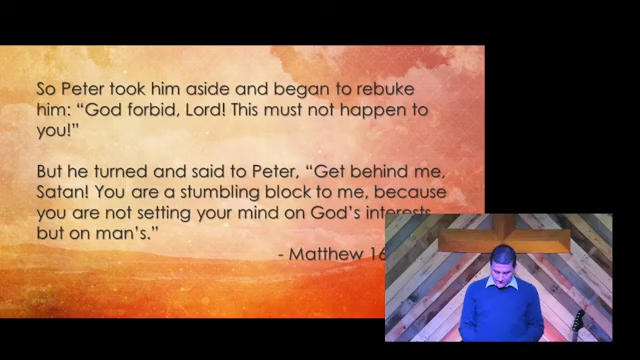 So Peter took him aside and began to rebuke
him: “God forbid, Lord! This must not happen to
you!”
But he turned and said to Peter, “Get behind me,
Satan! You are a stumbling block to me, because
you are not setting your mind on God’s interests
but on man’s.”
- Matthew 16